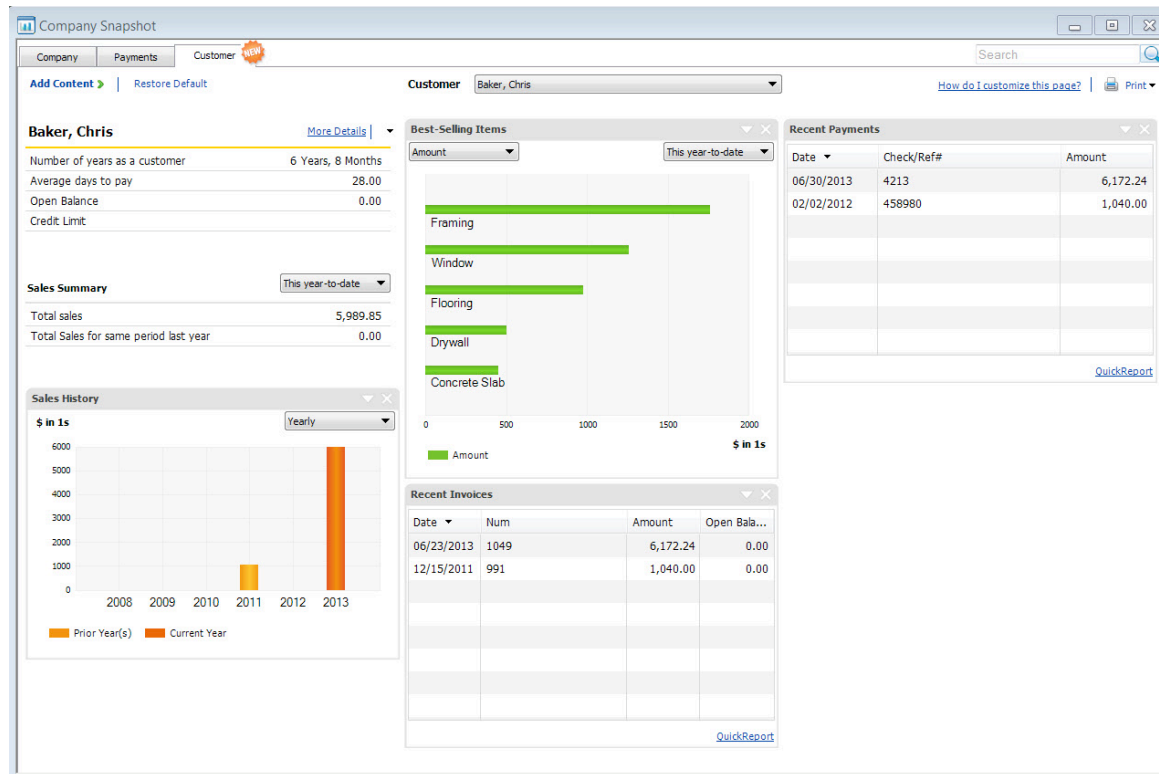 Company Snapshot
Company Payments Customer NEW
Search
Add Content Restore Default
Customer Baker, Chris
How do I customize this page? Print
Baker, Chris More Details
Number of years as a customer 6 Years, 8 Months
Average days to pay 28.00
Open Balance 0.00
Credit Limit
Sales Summary This year-to-date
Total sales 5,989.85
Total Sales for same period last year 0.00
Sales History
$ in 1s Yearly
6000
5000
4000
3000
2000
1000
0
2008 2009 2010 2011 2012 2013
Prior Year(s) Current Year
Best-Selling Items
Amount This year-to-date
Framing
Window
Flooring
Drywall
Concrete Slab
0 500 1000 1500 2000
$ in 1s
Amount
Recent Invoices
Date Num Amount Open Bala...
06/23/2013 1049 6,172.24 0.00
12/15/2011 991 1,040.00 0.00
QuickReport
Recent Payments
Date Check/Ref# Amount
06/30/2013 4213 6,172.24
02/02/2012 458980 1,040.00
QuickReport